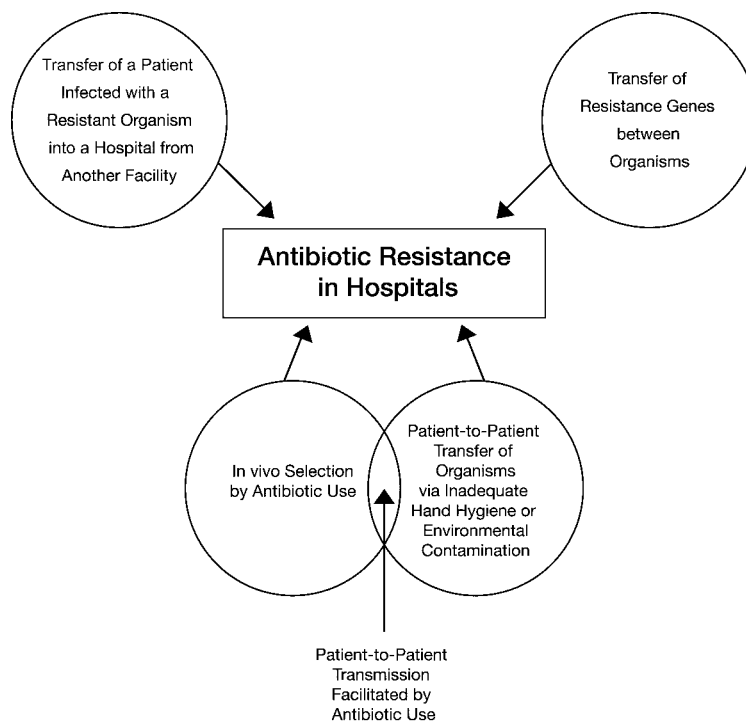 Transfer of a Patient
Infected with a
Resistant Organism
into a Hospital from
Another Facility
Transfer of
Resistance Genes
between
Organisms
Antibiotic Resistance
in Hospitals
In vivo Selection
by Antibiotic Use
Patient-to-Patient
Transfer of
Organisms
via Inadequate
Hand Hygiene or
Environmental
Contamination
Patient-to-Patient
Transmission
Facilitated by
Antibiotic Use